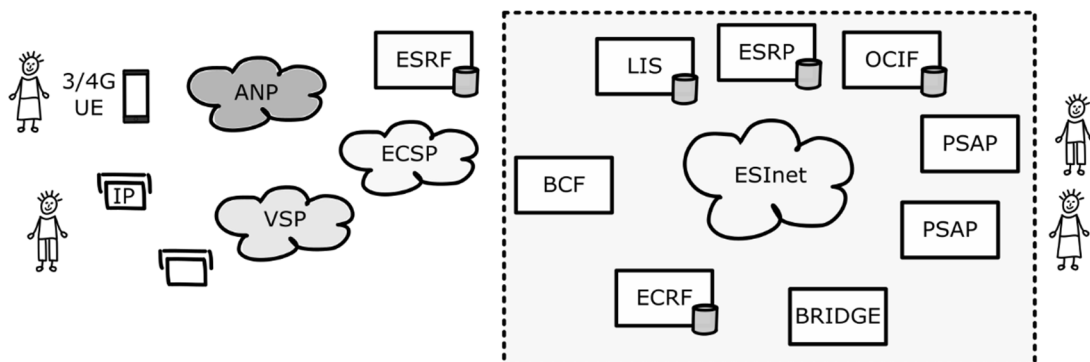 3/4G
UE
ANP
ESRF
ECSP
IP
VSP
LIS
ESRP
OCIF
BCF
ESInet
PSAP
PSAP
ECRF
BRIDGE